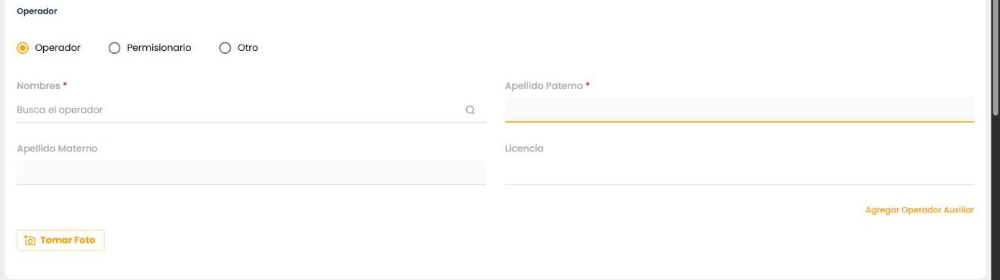 Operador
Operador Permisionario Otro
Nombres * Apellido Paterno *
Busca el operador
Apellido Materno Licencia
Agregar Operador Auxiliar
Tomar Foto